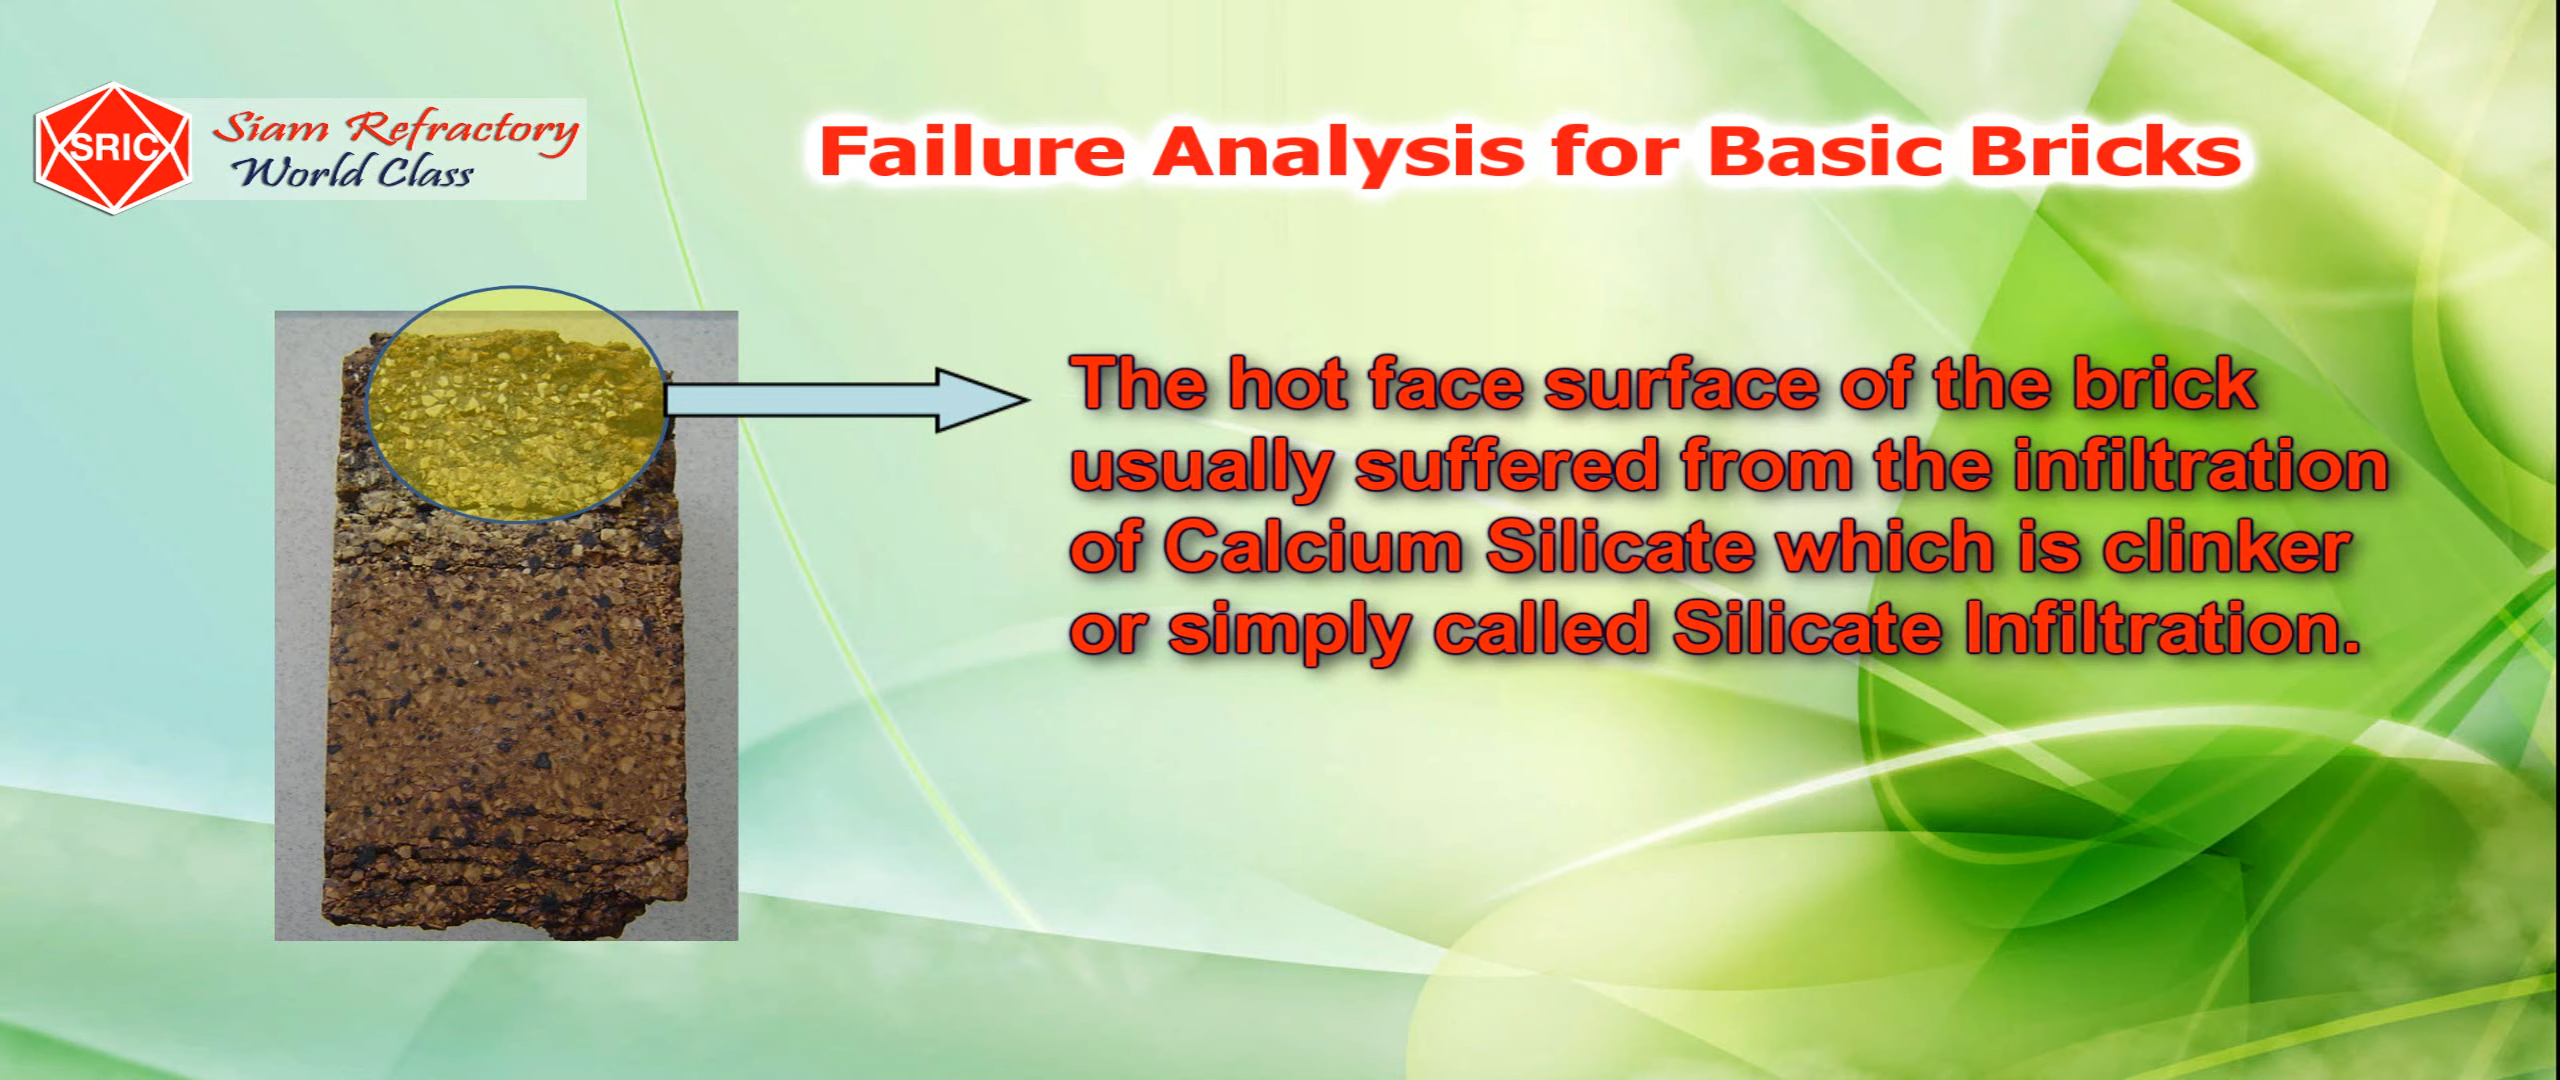 SRIC
Siam Refractory
World Class
Failure Analysis for Basic Bricks
The hot face surface of the brick
usually suffered from the infiltration
of Calcium Silicate which is clinker
or simply called Silicate Infiltration.